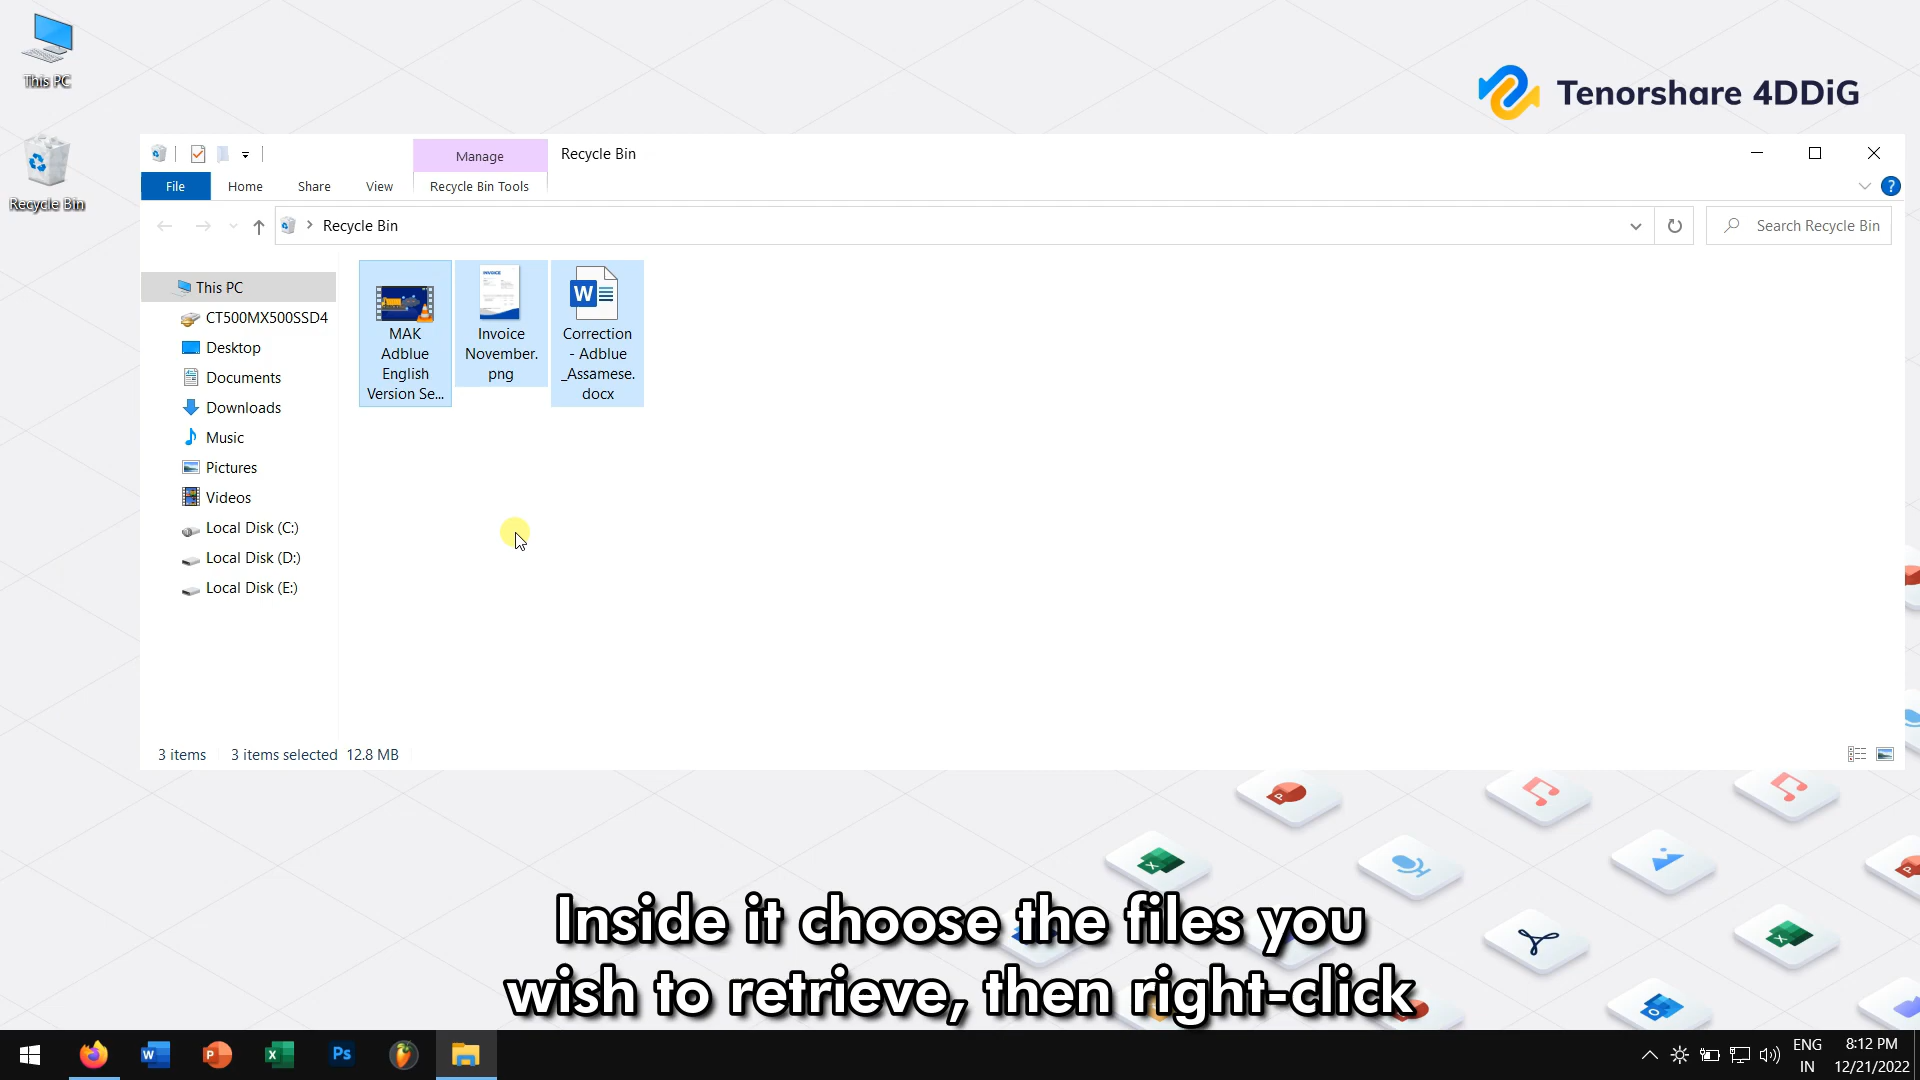 This PC
Tenorshare 4DDiG
Recycle Bin
Manage
Recycle Bin
File
Home
Share
View
Recycle Bin Tools
?
Recycle Bin
Search Recycle Bin
This PC
CT500MX500SSD4
Desktop
Documents
Downloads
Music
Pictures
Videos
Local Disk (C:)
Local Disk (D:)
Local Disk (E:)
MAK
Adblue
English
Version Se...
INVOICE
Invoice
November.
png
W
Correction
- Adblue
_Assamese.
docx
3 items
3 items selected 12.8 MB
Inside it choose the files you
wish to retrieve, then right-click
W
P
X
Ps
ENG
IN
8:12 PM
12/21/2022